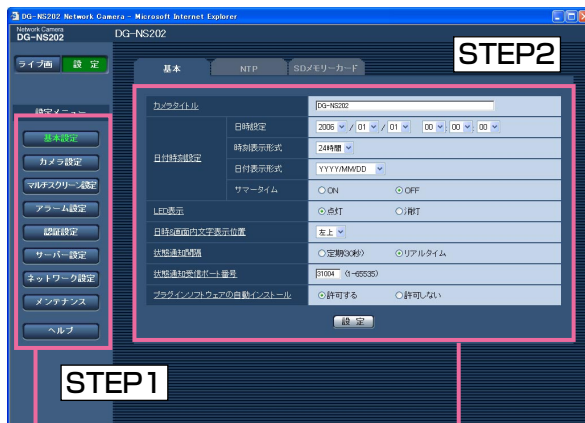 DG-NS202 Network Camera - Microsoft Internet Explorer
Network Camera
DG-NS202
DG-NS202
ライブ画 設 定
基本 NTP SDメモリーカード
STEP2
設定メニュー
基本設定
カメラ設定
マルチスクリーン設定
アラーム設定
認証設定
サーバー設定
ネットワーク設定
メンテナンス
ヘルプ
STEP1
カメラタイトル DG-NS202
日付時刻設定
日時設定 2006 / 01 / 01 00 : 00 : 00
時刻表示形式 24時間
日付表示形式 YYYY/MM/DD
サマータイム ON OFF
LED表示 点灯 消灯
日時&画面内文字表示位置 左上
状態通知間隔 定期(30秒) リアルタイム
状態通知受信ポート番号 31004 (1-65535)
プラグインソフトウェアの自動インストール 許可する 許可しない
設 定